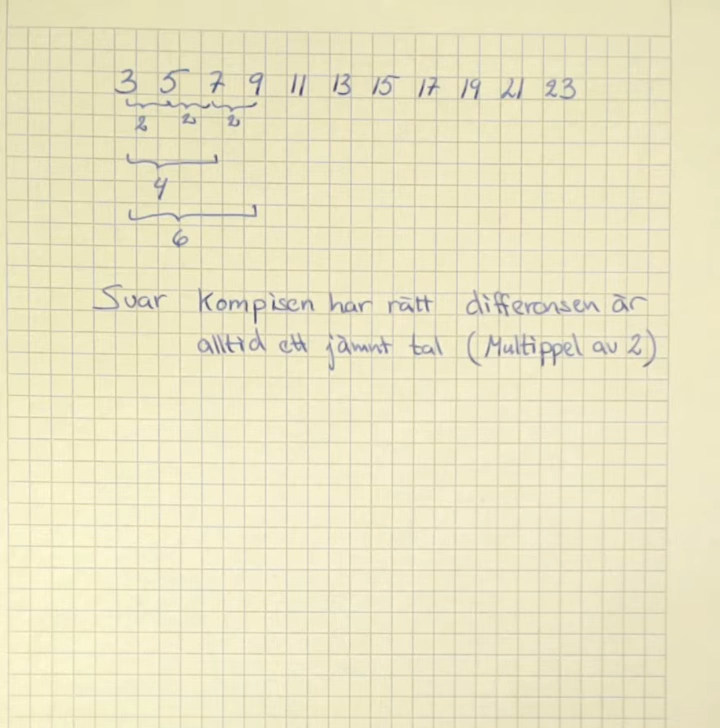 3 5 7 9 11 13 15 17 19 21 23
2 2 2
4
6
Svar Kompisen har rätt differensen är
alltid ett jämnt tal (Multippel av 2)